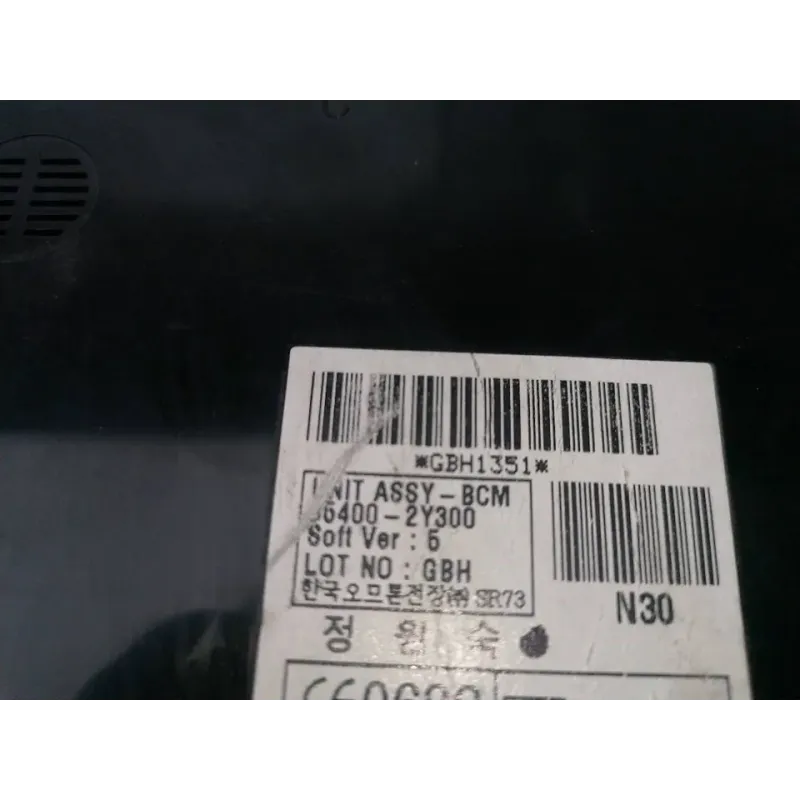 *GBH1351*
UNIT ASSY-BCM
95400-2Y300
Soft Ver : 5
LOT NO : GBH
한국오므론전장㈜ SR73
N30
정 원 숙